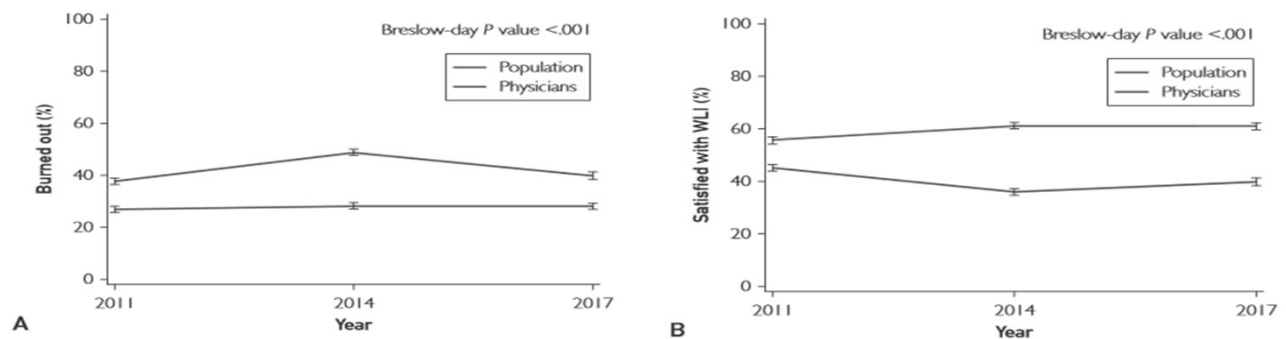 100
Breslow-day P value <.001
Population
Physicians
80
60
40
20
0
Burned out (%)
2011
2014
2017
Year
A
100
Breslow-day P value <.001
Population
Physicians
80
60
40
20
0
Satisfied with WLI (%)
2011
2014
2017
Year
B